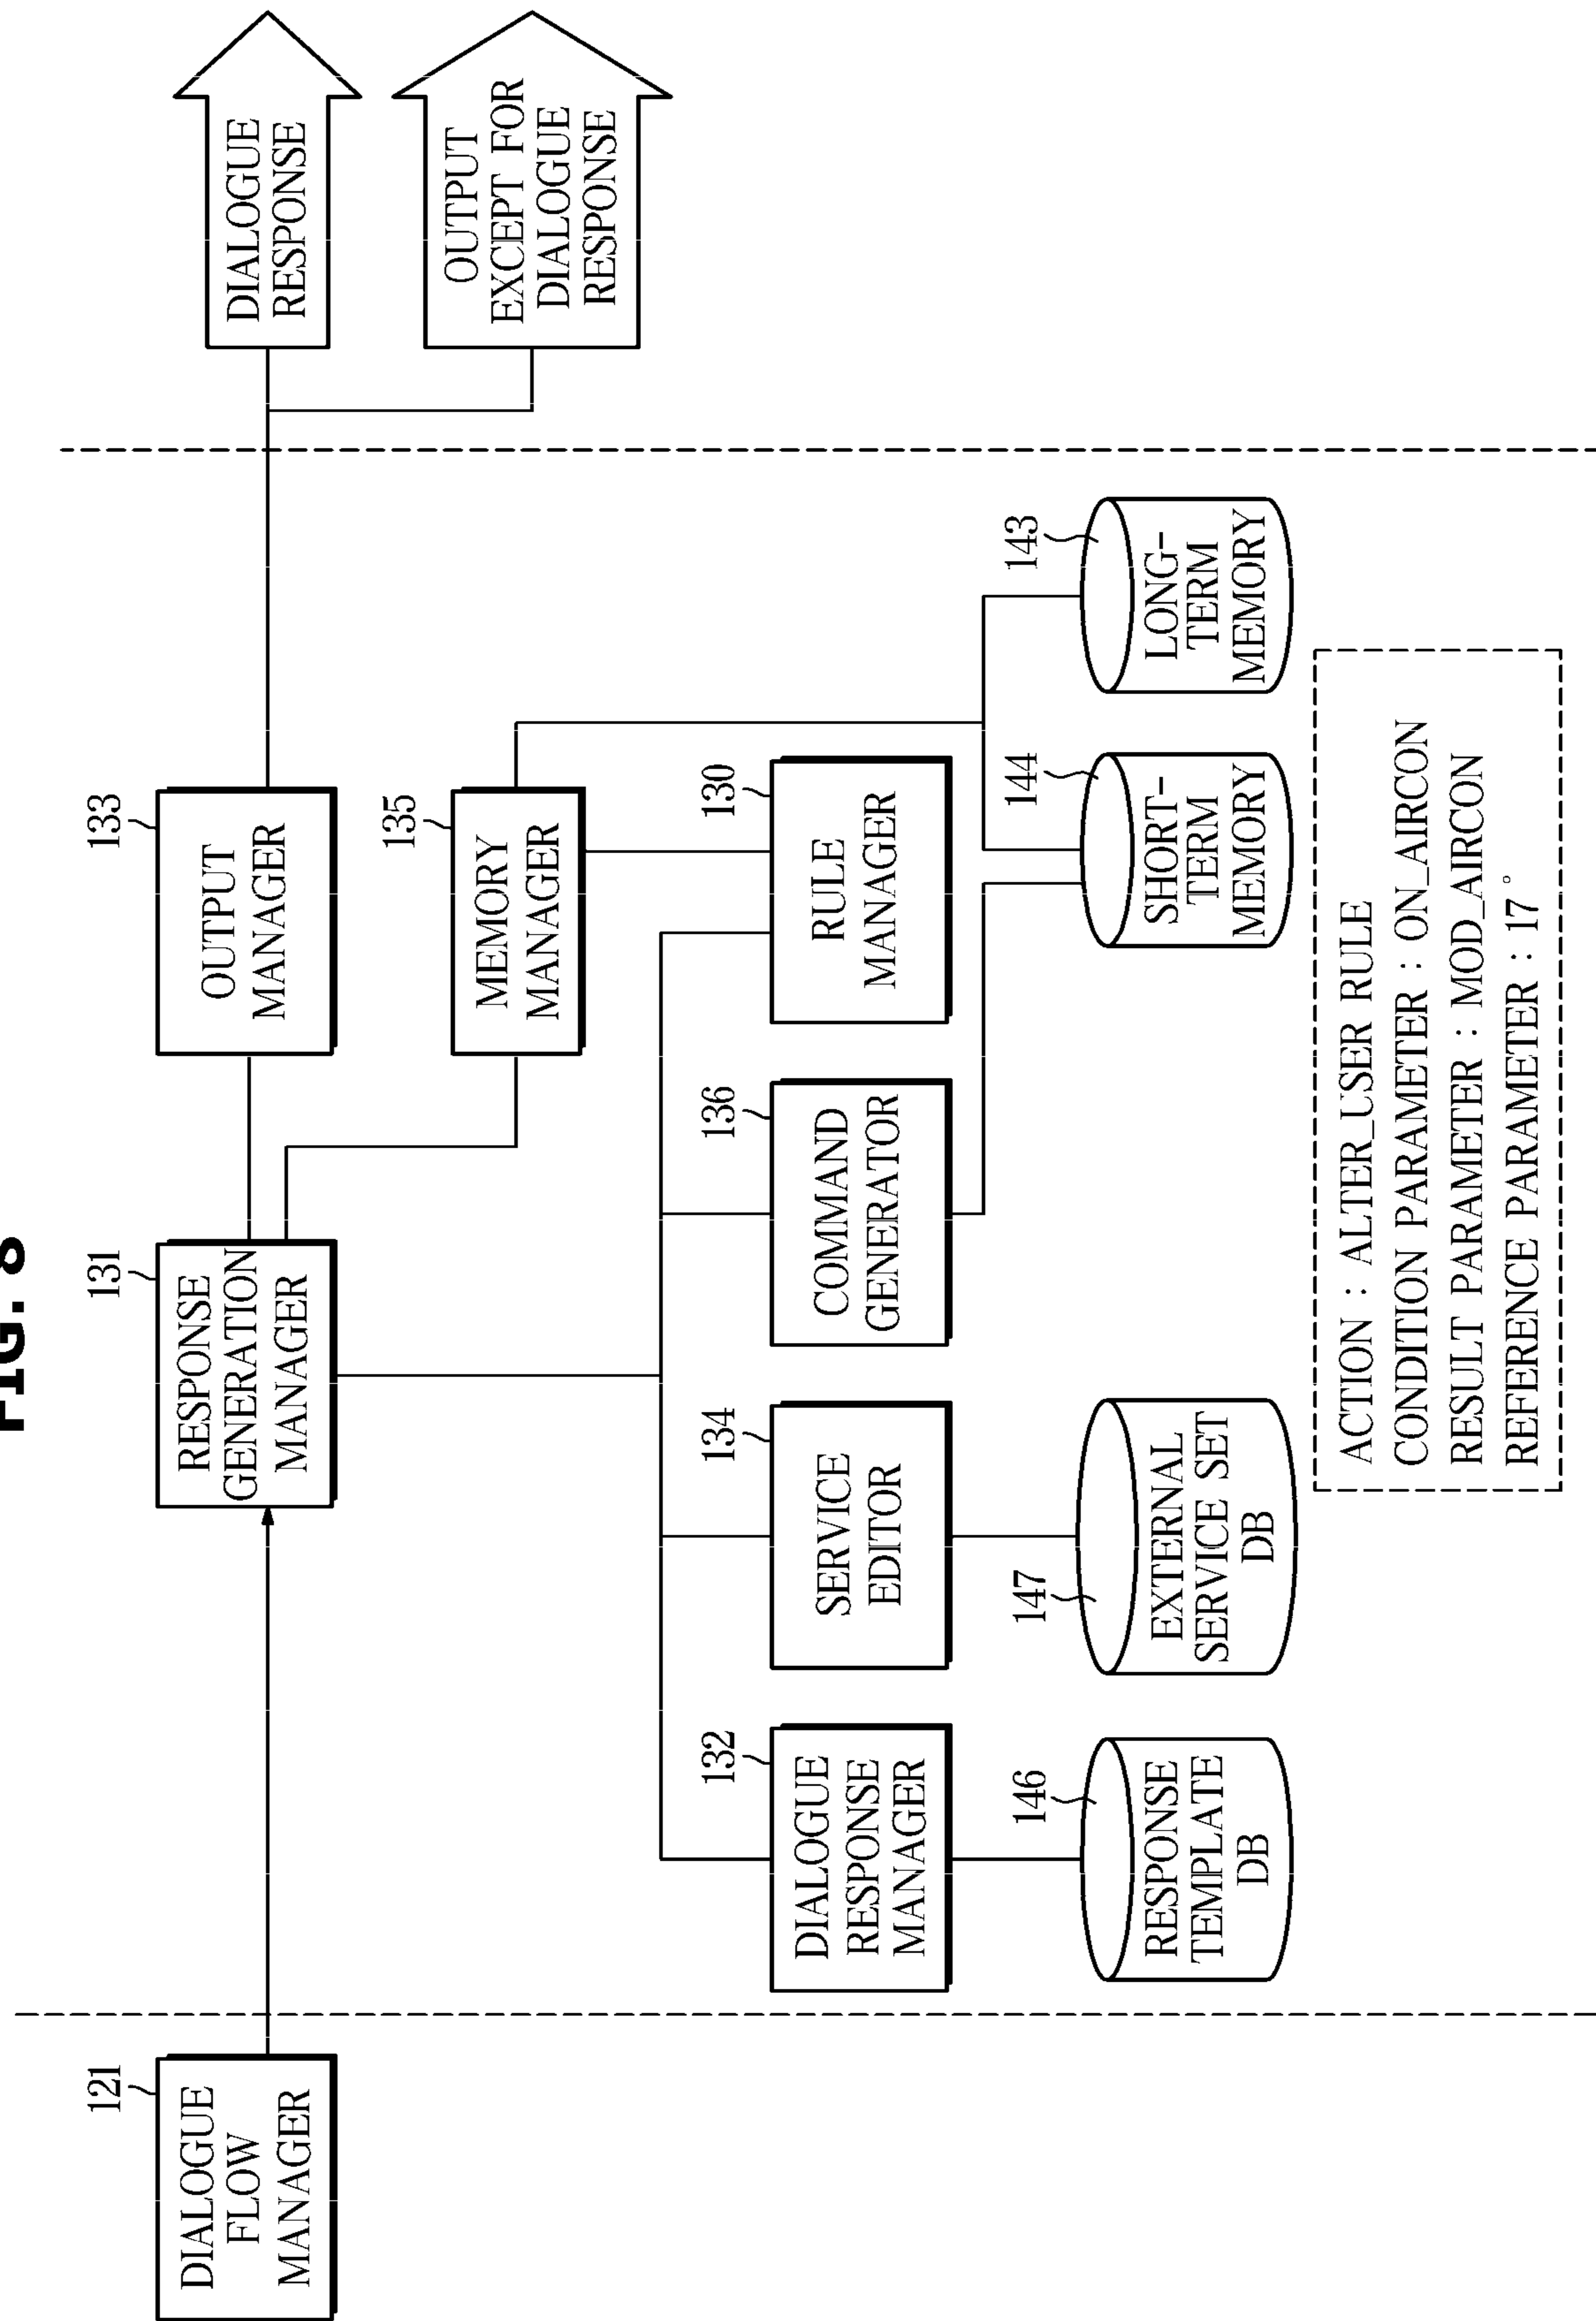 FIG. 8
121
DIALOGUE
FLOW
MANAGER
131
RESPONSE
GENERATION
MANAGER
133
OUTPUT
MANAGER
DIALOGUE
RESPONSE
OUTPUT
EXCEPT FOR
DIALOGUE
RESPONSE
135
MEMORY
MANAGER
132
DIALOGUE
RESPONSE
MANAGER
134
SERVICE
EDITOR
136
COMMAND
GENERATOR
130
RULE
MANAGER
146
RESPONSE
TEMPLATE
DB
147
EXTERNAL
SERVICE SET
DB
144
SHORT-
TERM
MEMORY
143
LONG-
TERM
MEMORY
ACTION : ALTER_USER RULE
CONDITION PARAMETER : ON_AIRCON
RESULT PARAMETER : MOD_AIRCON
REFERENCE PARAMETER : 17°